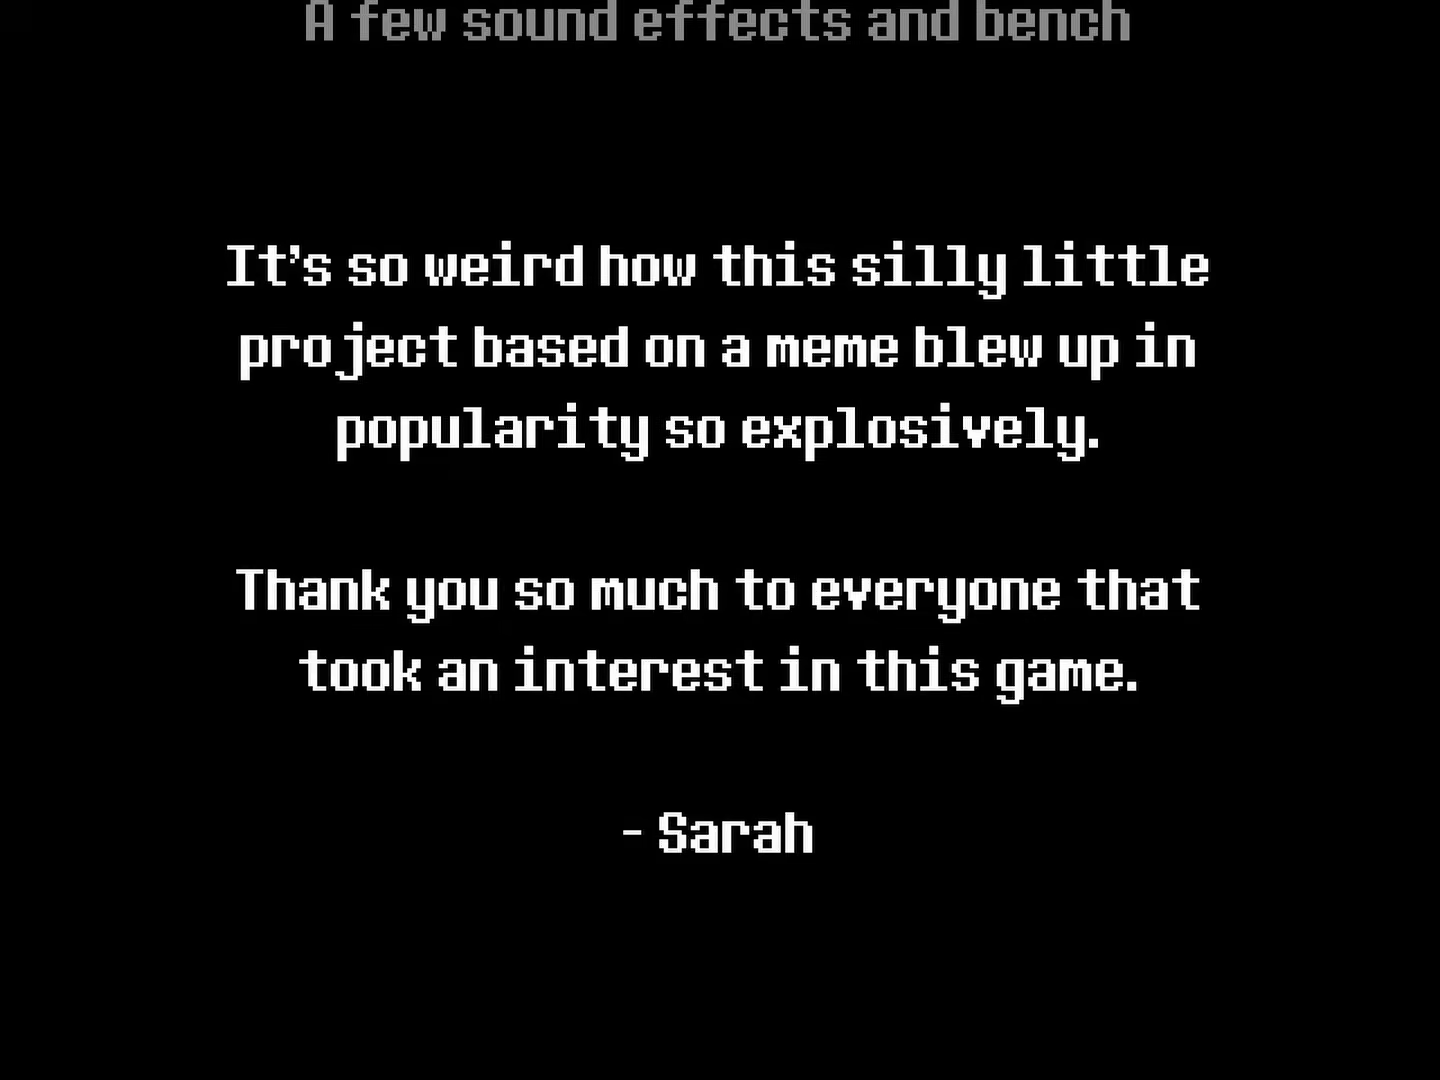 A few sound effects and bench
It's so weird how this silly little
project based on a meme blew up in
popularity so explosively.
Thank you so much to everyone that
took an interest in this game.
- Sarah